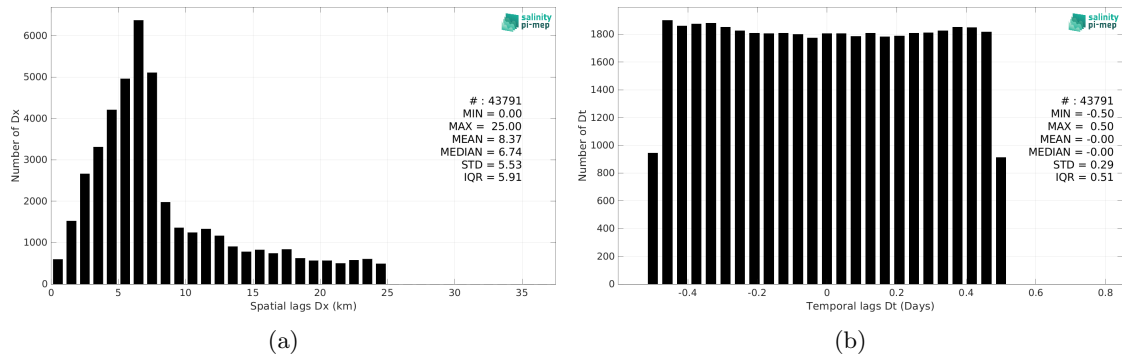 salinity
pi-mep
6000
5000
4000
3000
2000
1000
0
Number of Dx
# : 43791
MIN = 0.00
MAX = 25.00
MEAN = 8.37
MEDIAN = 6.74
STD = 5.53
IQR = 5.91
0 5 10 15 20 25 30 35
Spatial lags Dx (km)
(a)
salinity
pi-mep
1800
1600
1400
1200
1000
800
600
400
200
0
Number of Dt
# : 43791
MIN = -0.50
MAX = 0.50
MEAN = -0.00
MEDIAN = -0.00
STD = 0.29
IQR = 0.51
-0.4 -0.2 0 0.2 0.4 0.6 0.8
Temporal lags Dt (Days)
(b)